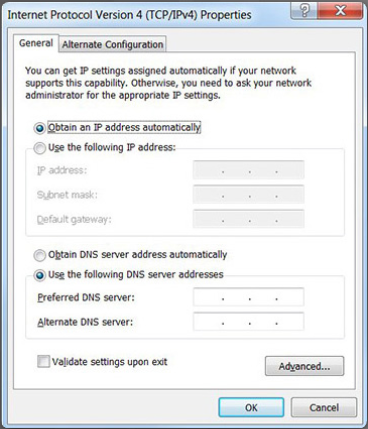 Internet Protocol Version 4 (TCP/IPv4) Properties
General
Alternate Configuration
You can get IP settings assigned automatically if your network
supports this capability. Otherwise, you need to ask your network
administrator for the appropriate IP settings.
Obtain an IP address automatically
Use the following IP address:
IP address:
Subnet mask:
Default gateway:
Obtain DNS server address automatically
Use the following DNS server addresses
Preferred DNS server:
Alternate DNS server:
Validate settings upon exit
Advanced...
OK
Cancel